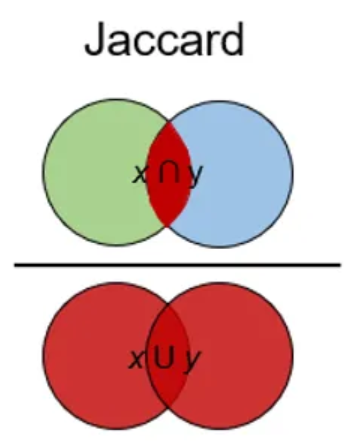 Jaccard
x ∩ y
x ∪ y